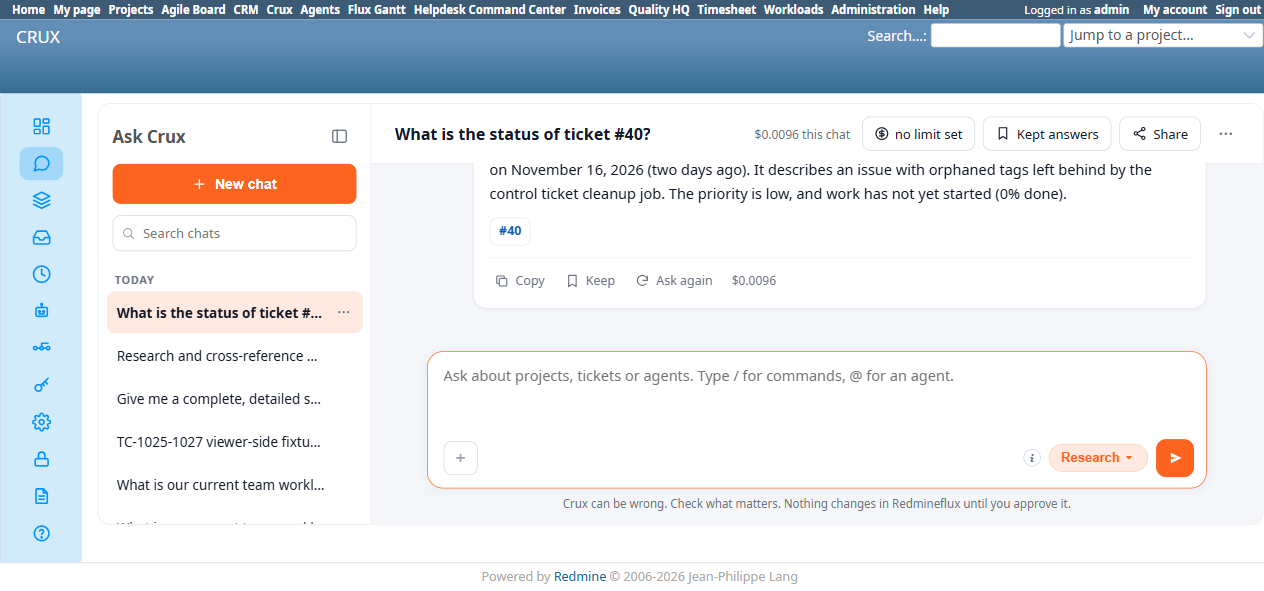 Home My page Projects Agile Board CRM Crux Agents Flux Gantt Helpdesk Command Center Invoices Quality HQ Timesheet Workloads Administration Help
Logged in as admin My account Sign out
CRUX
Search...:
Jump to a project...
Ask Crux
New chat
Search chats
TODAY
What is the status of ticket #...
Research and cross-reference ...
Give me a complete, detailed s...
TC-1025-1027 viewer-side fixtu...
What is our current team workl...
What is the status of ticket #40?
$0.0096 this chat
no limit set
Kept answers
Share
on November 16, 2026 (two days ago). It describes an issue with orphaned tags left behind by the
control ticket cleanup job. The priority is low, and work has not yet started (0% done).
#40
Copy Keep Ask again $0.0096
Ask about projects, tickets or agents. Type / for commands, @ for an agent.
Research
Crux can be wrong. Check what matters. Nothing changes in Redmineflux until you approve it.
Powered by Redmine © 2006-2026 Jean-Philippe Lang